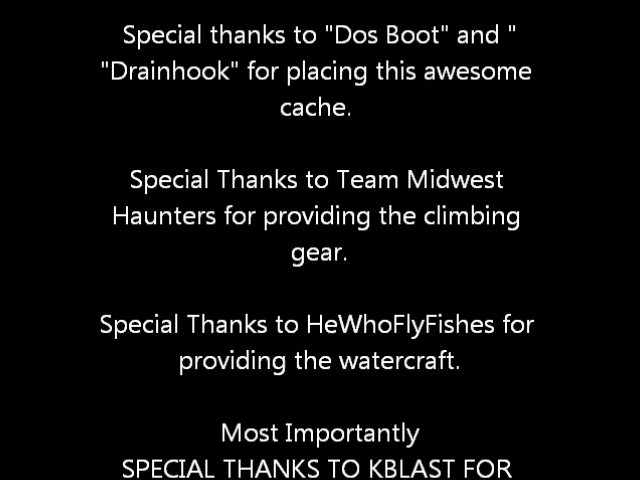 Special thanks to "Dos Boot" and "
"Drainhook" for placing this awesome
cache.
Special Thanks to Team Midwest
Haunters for providing the climbing
gear.
Special Thanks to HeWhoFlyFishes for
providing the watercraft.
Most Importantly
SPECIAL THANKS TO KBLAST FOR